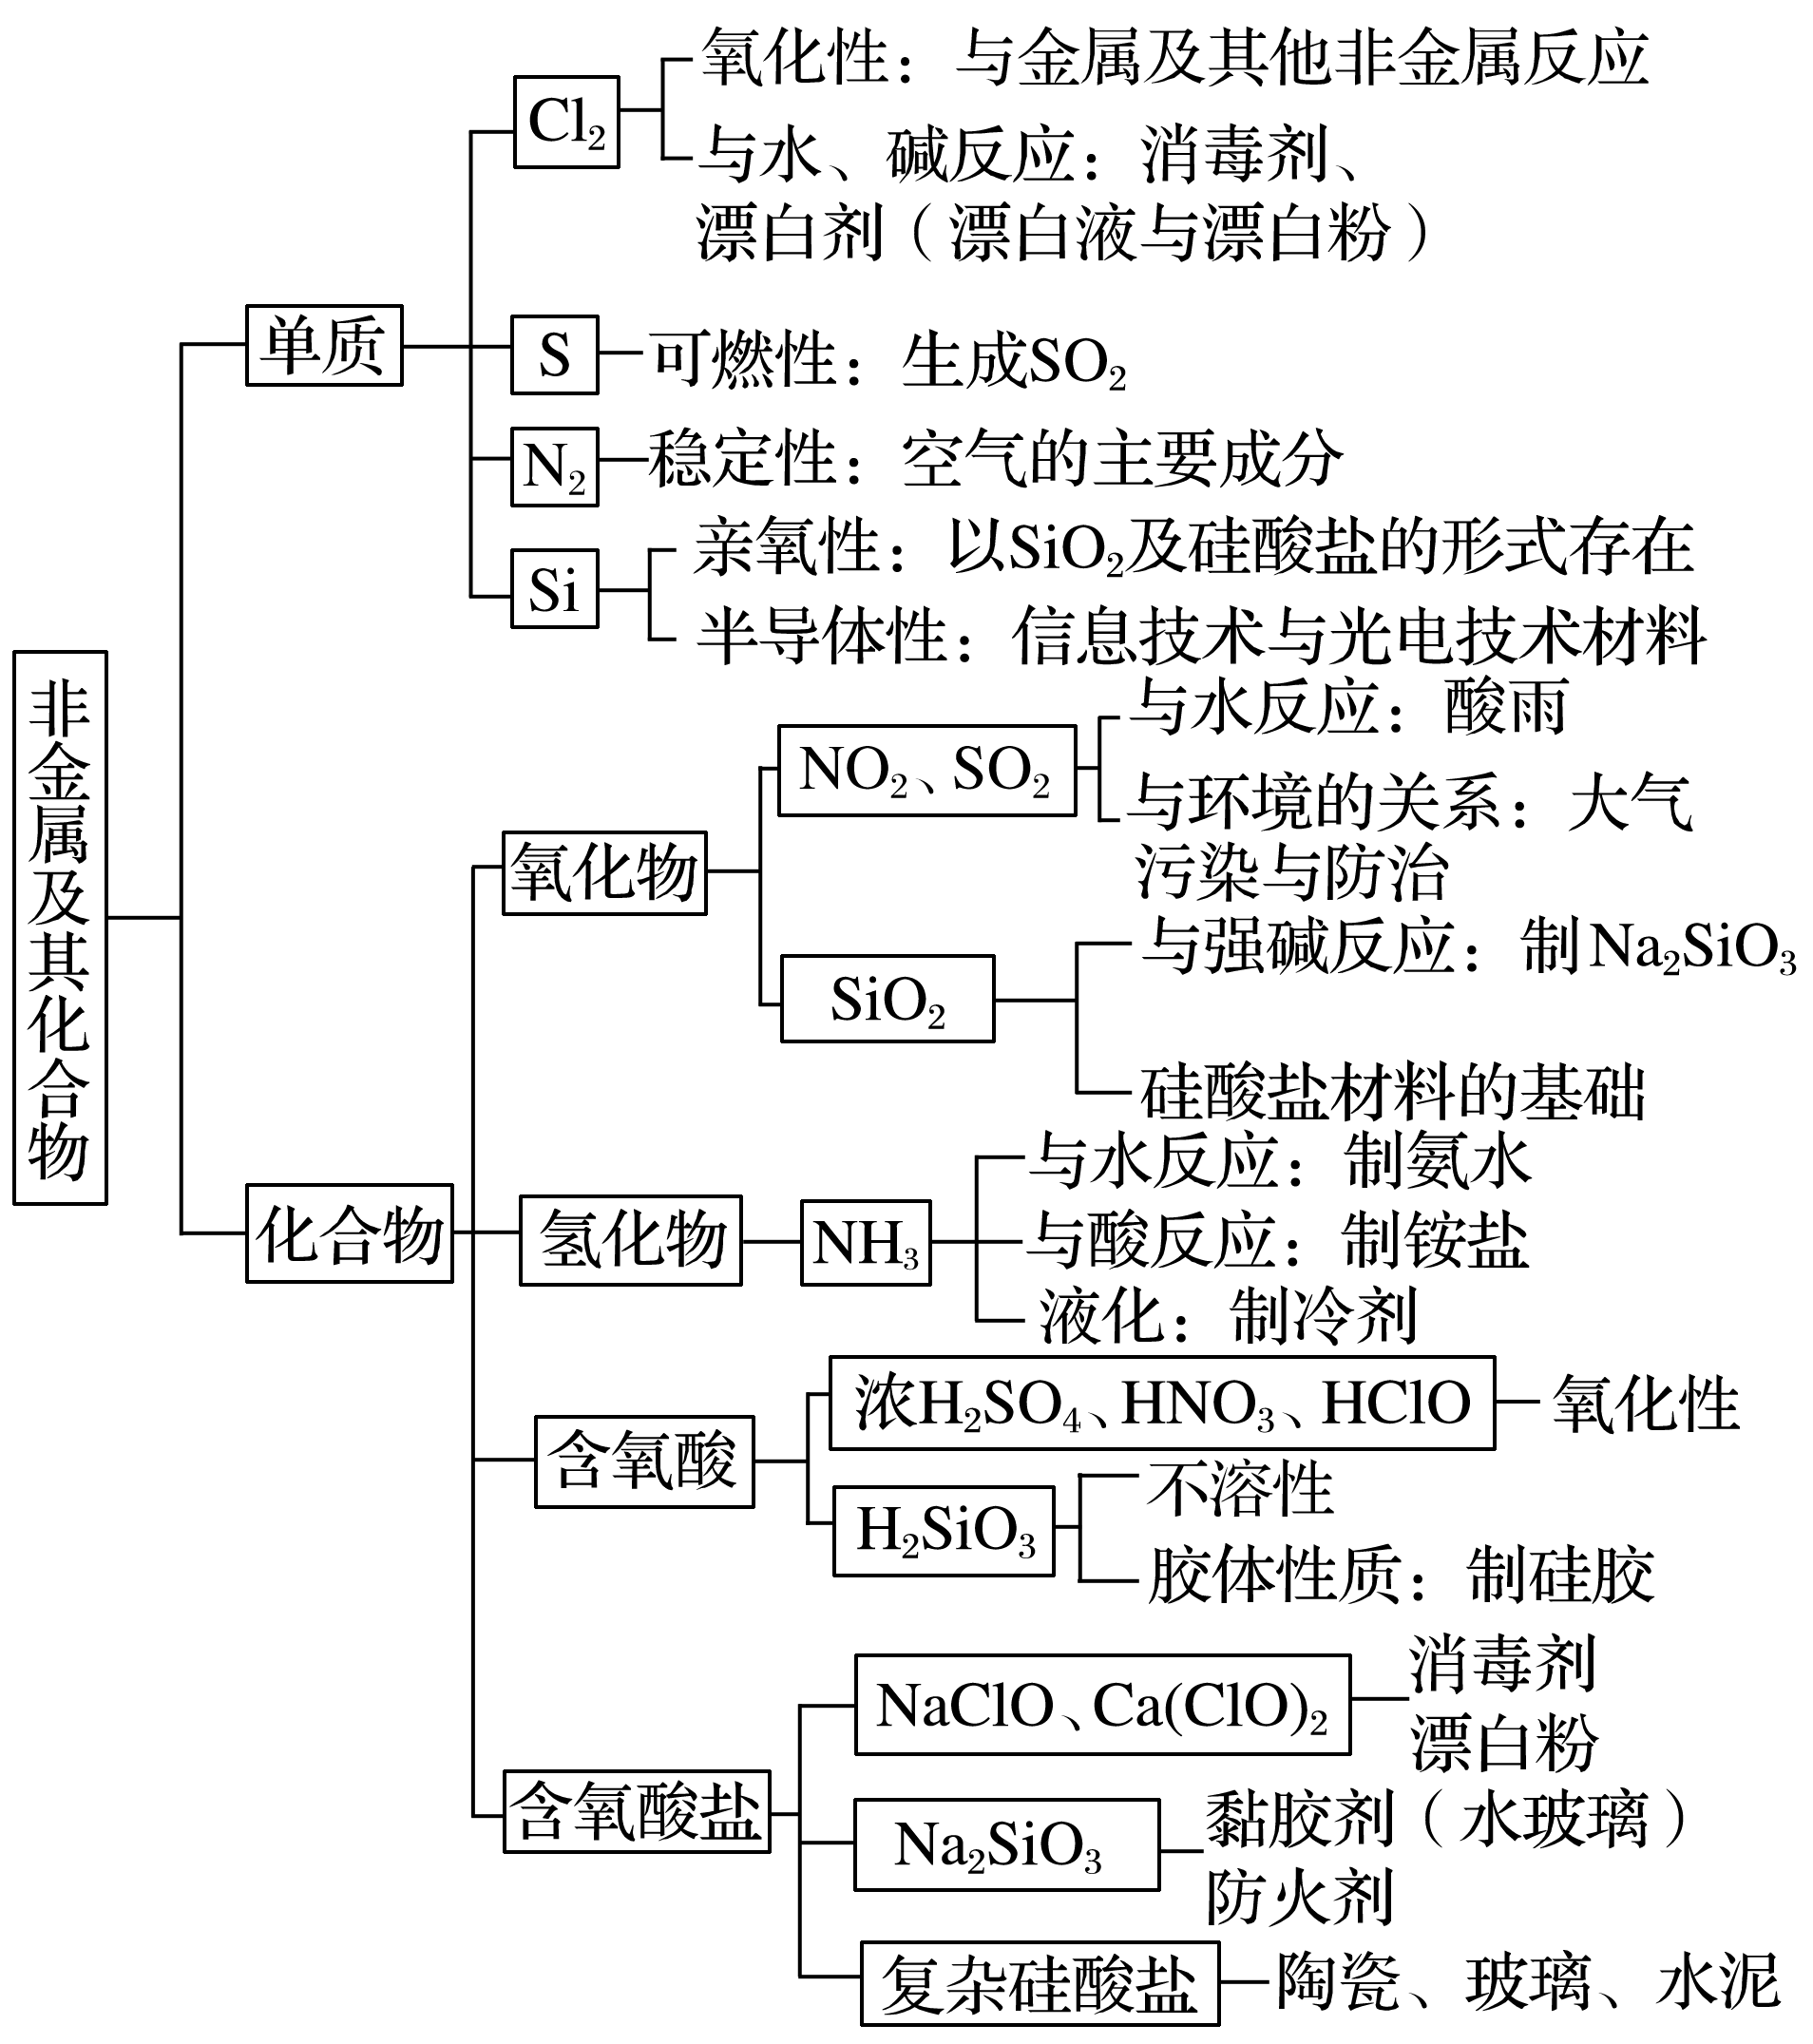 非金属及其化合物
单质
Cl₂
氧化性：与金属及其他非金属反应
与水、碱反应：消毒剂、
漂白剂（漂白液与漂白粉）
S
可燃性：生成SO₂
N₂
稳定性：空气的主要成分
Si
亲氧性：以SiO₂及硅酸盐的形式存在
半导体性：信息技术与光电技术材料
化合物
氧化物
NO₂、SO₂
与水反应：酸雨
与环境的关系：大气
污染与防治
SiO₂
与强碱反应：制Na₂SiO₃
硅酸盐材料的基础
氢化物
NH₃
与水反应：制氨水
与酸反应：制铵盐
液化：制冷剂
含氧酸
浓H₂SO₄、HNO₃、HClO
氧化性
H₂SiO₃
不溶性
胶体性质：制硅胶
含氧酸盐
NaClO、Ca(ClO)₂
消毒剂
漂白粉
Na₂SiO₃
黏胶剂（水玻璃）
防火剂
复杂硅酸盐
陶瓷、玻璃、水泥